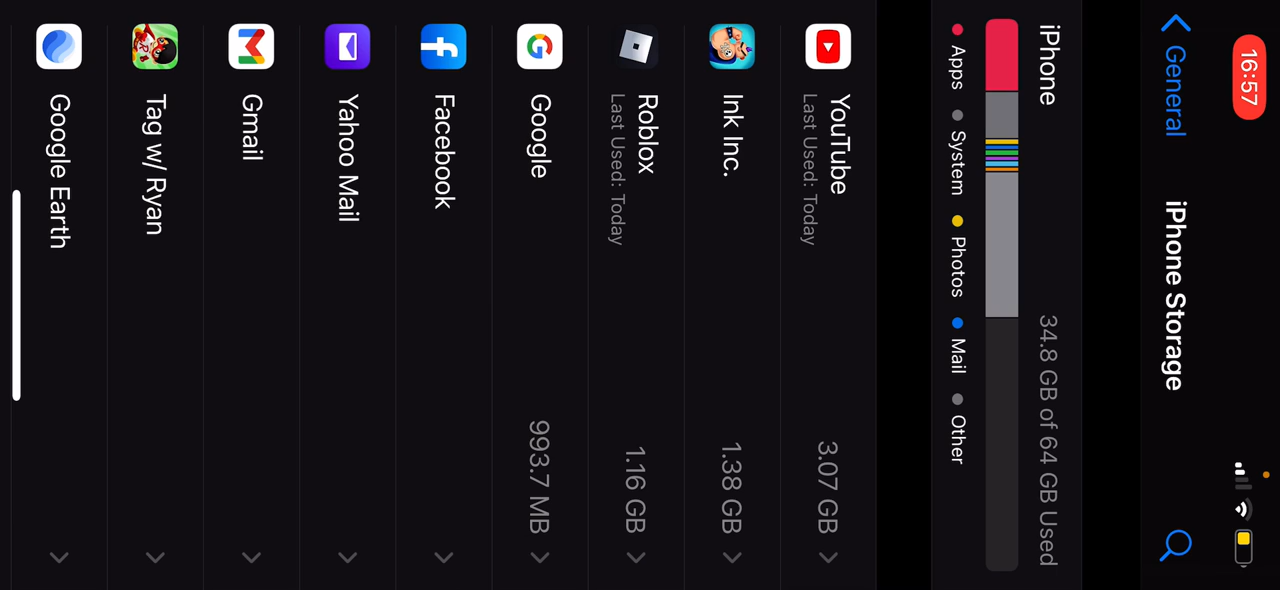 16:57
General
iPhone Storage
iPhone
34.8 GB of 64 GB Used
Apps
System
Photos
Mail
Other
YouTube
3.07 GB
Last Used: Today
Ink Inc.
1.38 GB
Roblox
1.16 GB
Last Used: Today
Google
993.7 MB
Facebook
Yahoo Mail
Gmail
Tag w/ Ryan
Google Earth